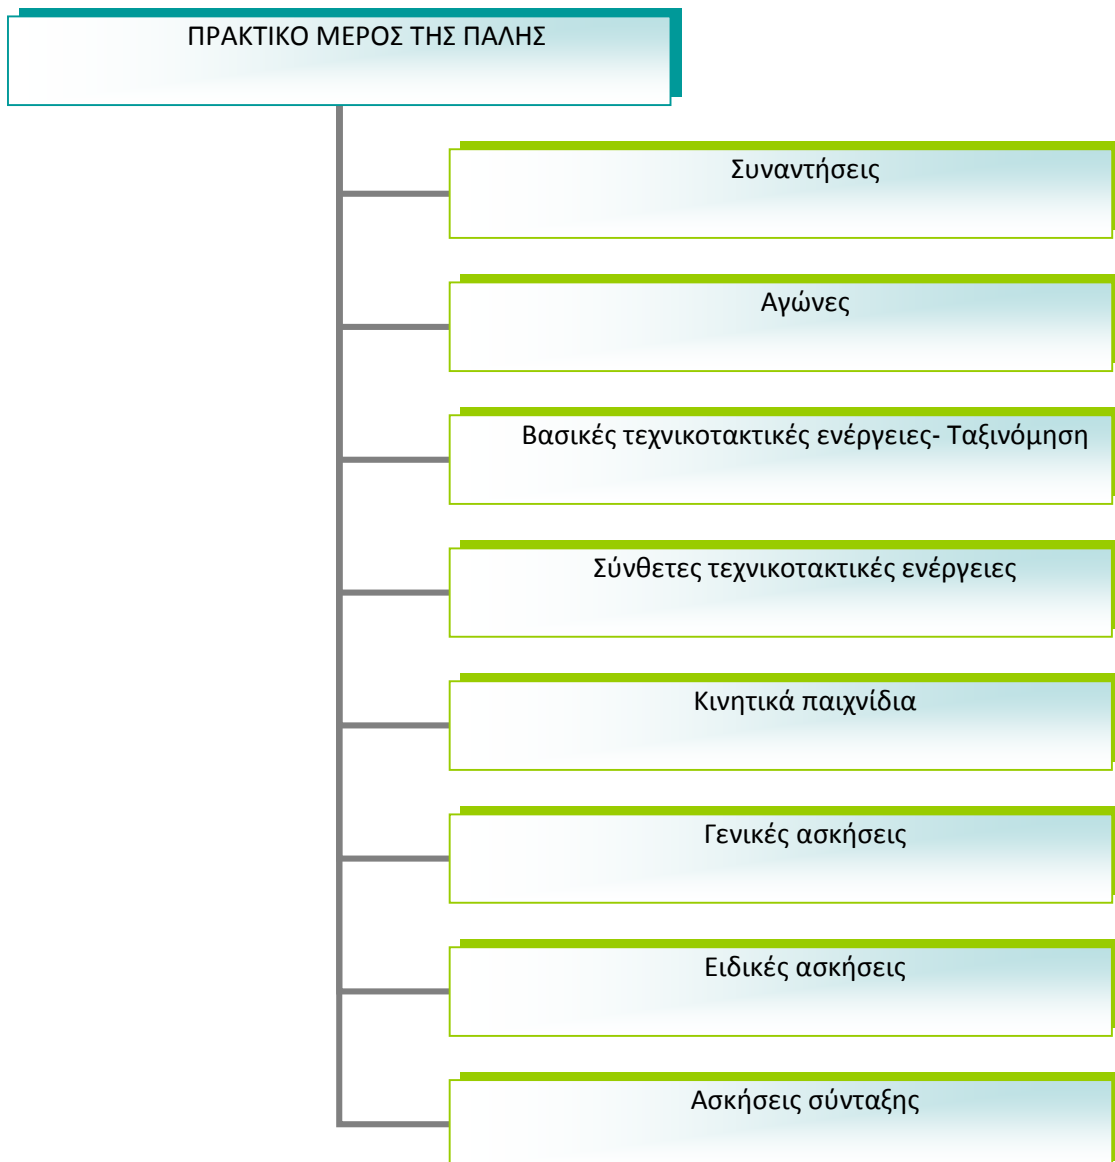 ΠΡΑΚΤΙΚΟ ΜΕΡΟΣ ΤΗΣ ΠΑΛΗΣ
Συναντήσεις
Αγώνες
Βασικές τεχνικοτακτικές ενέργειες- Ταξινόμηση
Σύνθετες τεχνικοτακτικές ενέργειες
Κινητικά παιχνίδια
Γενικές ασκήσεις
Ειδικές ασκήσεις
Ασκήσεις σύνταξης